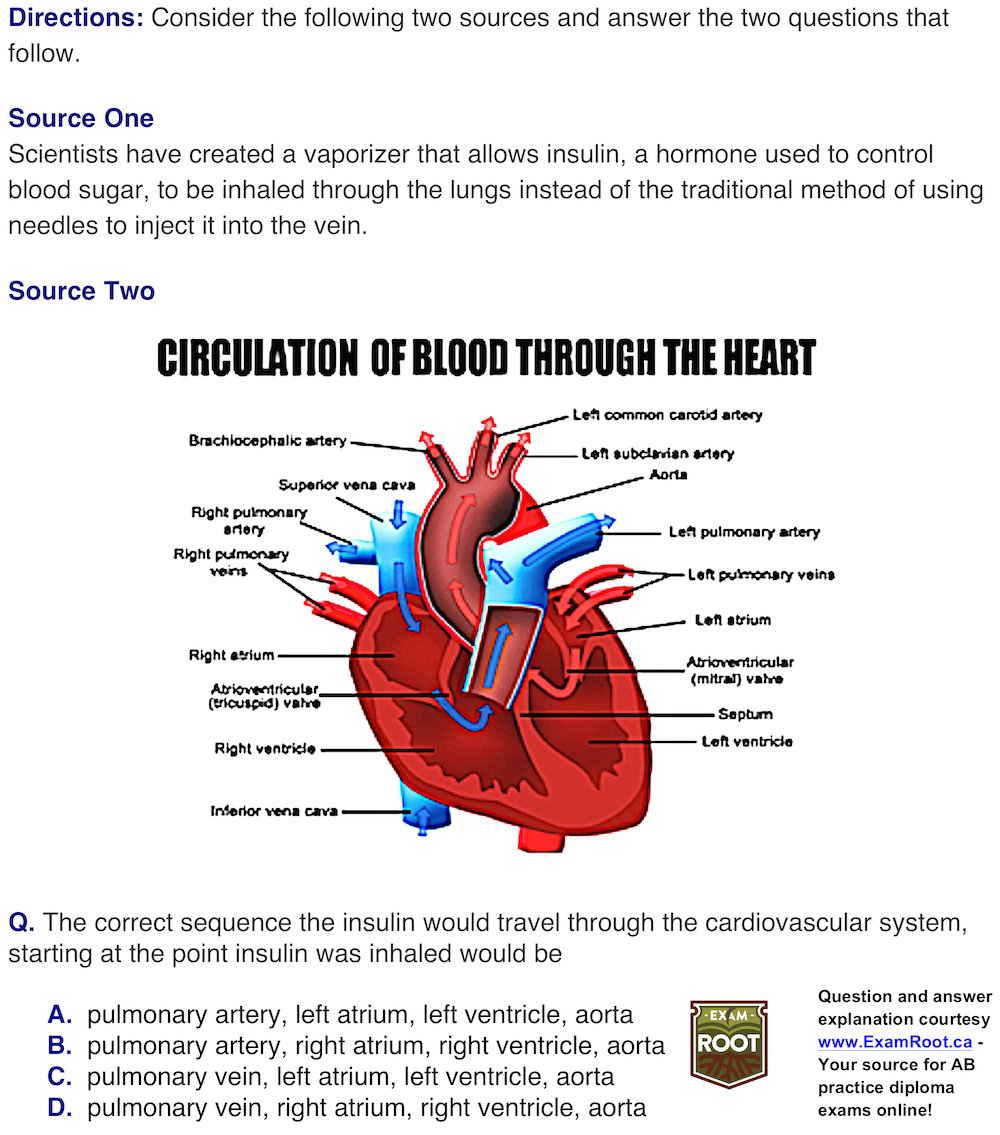 Directions: Consider the following two sources and answer the two questions that
follow.
Source One
Scientists have created a vaporizer that allows insulin, a hormone used to control
blood sugar, to be inhaled through the lungs instead of the traditional method of using
needles to inject it into the vein.
Source Two
CIRCULATION OF BLOOD THROUGH THE HEART
Left common carotid artery
Brachiocephalic artery
Left subclavian artery
Aorta
Superior vena cava
Right pulmonary
artery
Left pulmonary artery
Right pulmonary
veins
Left pulmonary veins
Left atrium
Right atrium
Atrioventricular
(mitral) valve
Atrioventricular
(tricuspid) valve
Septum
Left ventricle
Right ventricle
Inferior vena cava
Q. The correct sequence the insulin would travel through the cardiovascular system,
starting at the point insulin was inhaled would be
A. pulmonary artery, left atrium, left ventricle, aorta
B. pulmonary artery, right atrium, right ventricle, aorta
C. pulmonary vein, left atrium, left ventricle, aorta
D. pulmonary vein, right atrium, right ventricle, aorta
-EXAM-
ROOT
Question and answer
explanation courtesy
www.ExamRoot.ca -
Your source for AB
practice diploma
exams online!